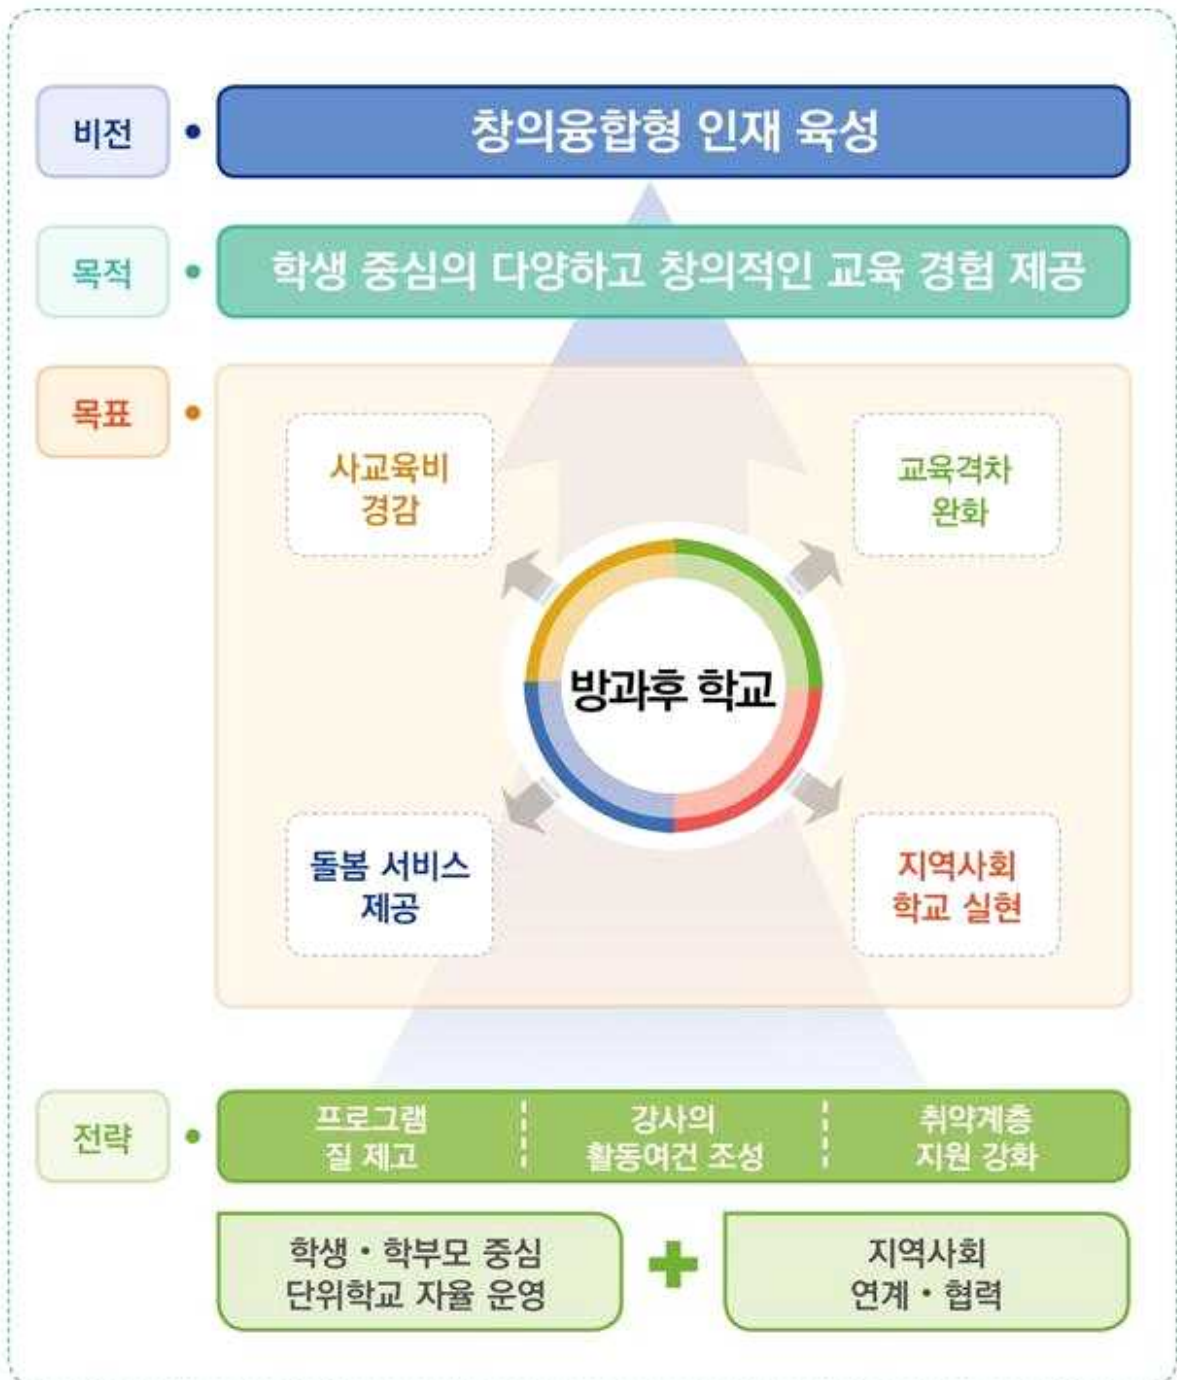 비전
창의융합형 인재 육성
목적
학생 중심의 다양하고 창의적인 교육 경험 제공
목표
사교육비
경감
교육격차
완화
방과후 학교
돌봄 서비스
제공
지역사회
학교 실현
전략
프로그램
질 제고
강사의
활동여건 조성
취약계층
지원 강화
학생・학부모 중심
단위학교 자율 운영
지역사회
연계・협력